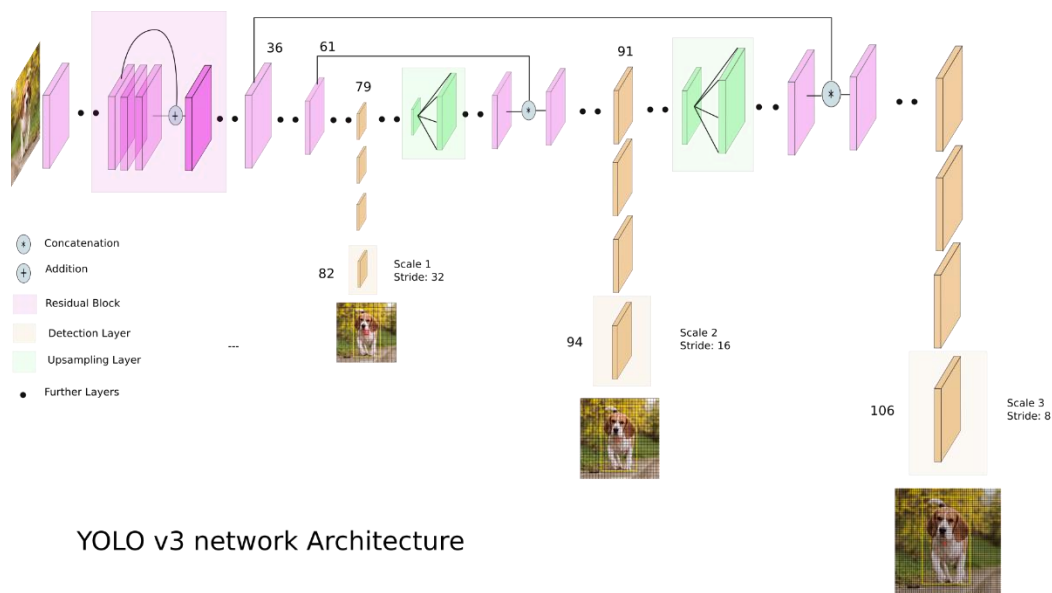 36
61
79
91
*
*
+
*
Concatenation
+
Addition
Residual Block
Detection Layer
Upsampling Layer
Further Layers
---
82
Scale 1
Stride: 32
94
Scale 2
Stride: 16
106
Scale 3
Stride: 8
YOLO v3 network Architecture